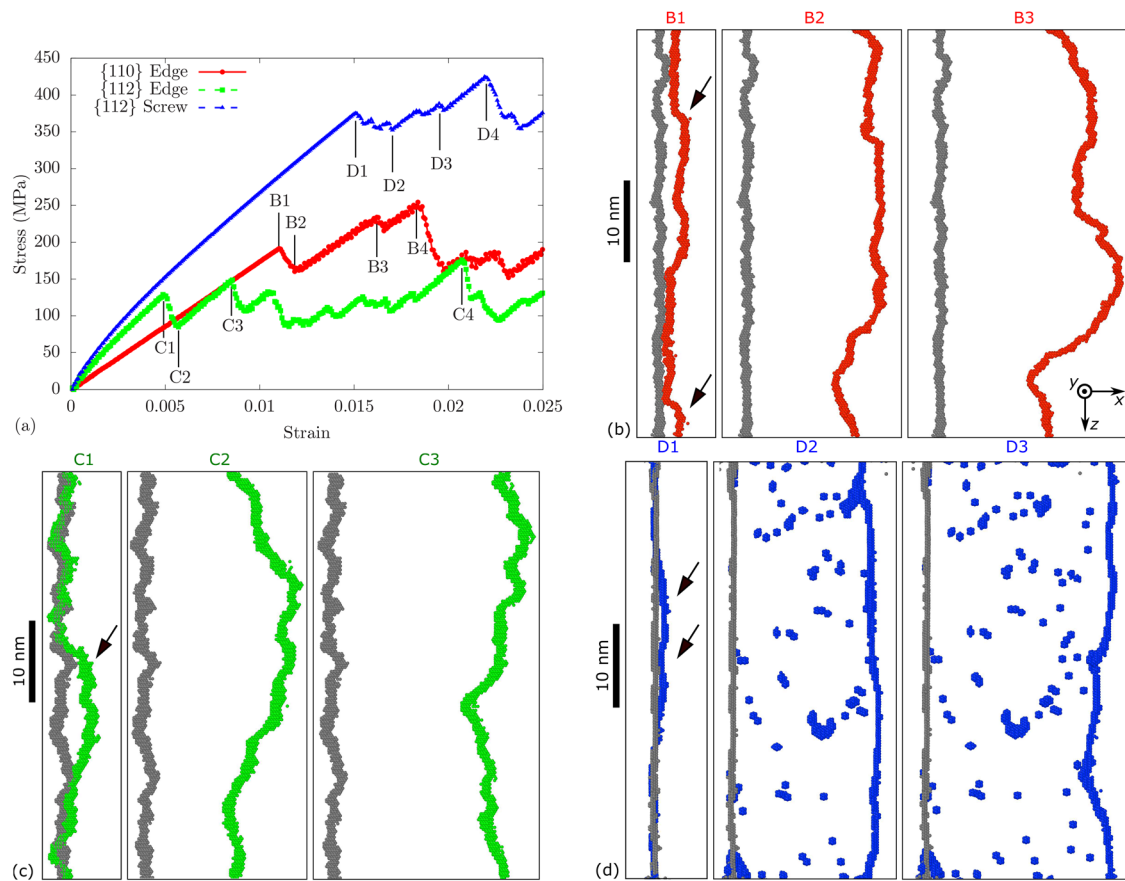 450
400
350
300
250
200
150
100
50
0
Stress (MPa)
{110} Edge
{112} Edge
{112} Screw
D1
D2
D3
D4
B1
B2
B3
B4
C1
C2
C3
C4
0
0.005
0.01
0.015
0.02
0.025
Strain
(a)
B1
B2
B3
10 nm
y
x
z
(b)
C1
C2
C3
10 nm
(c)
D1
D2
D3
10 nm
(d)